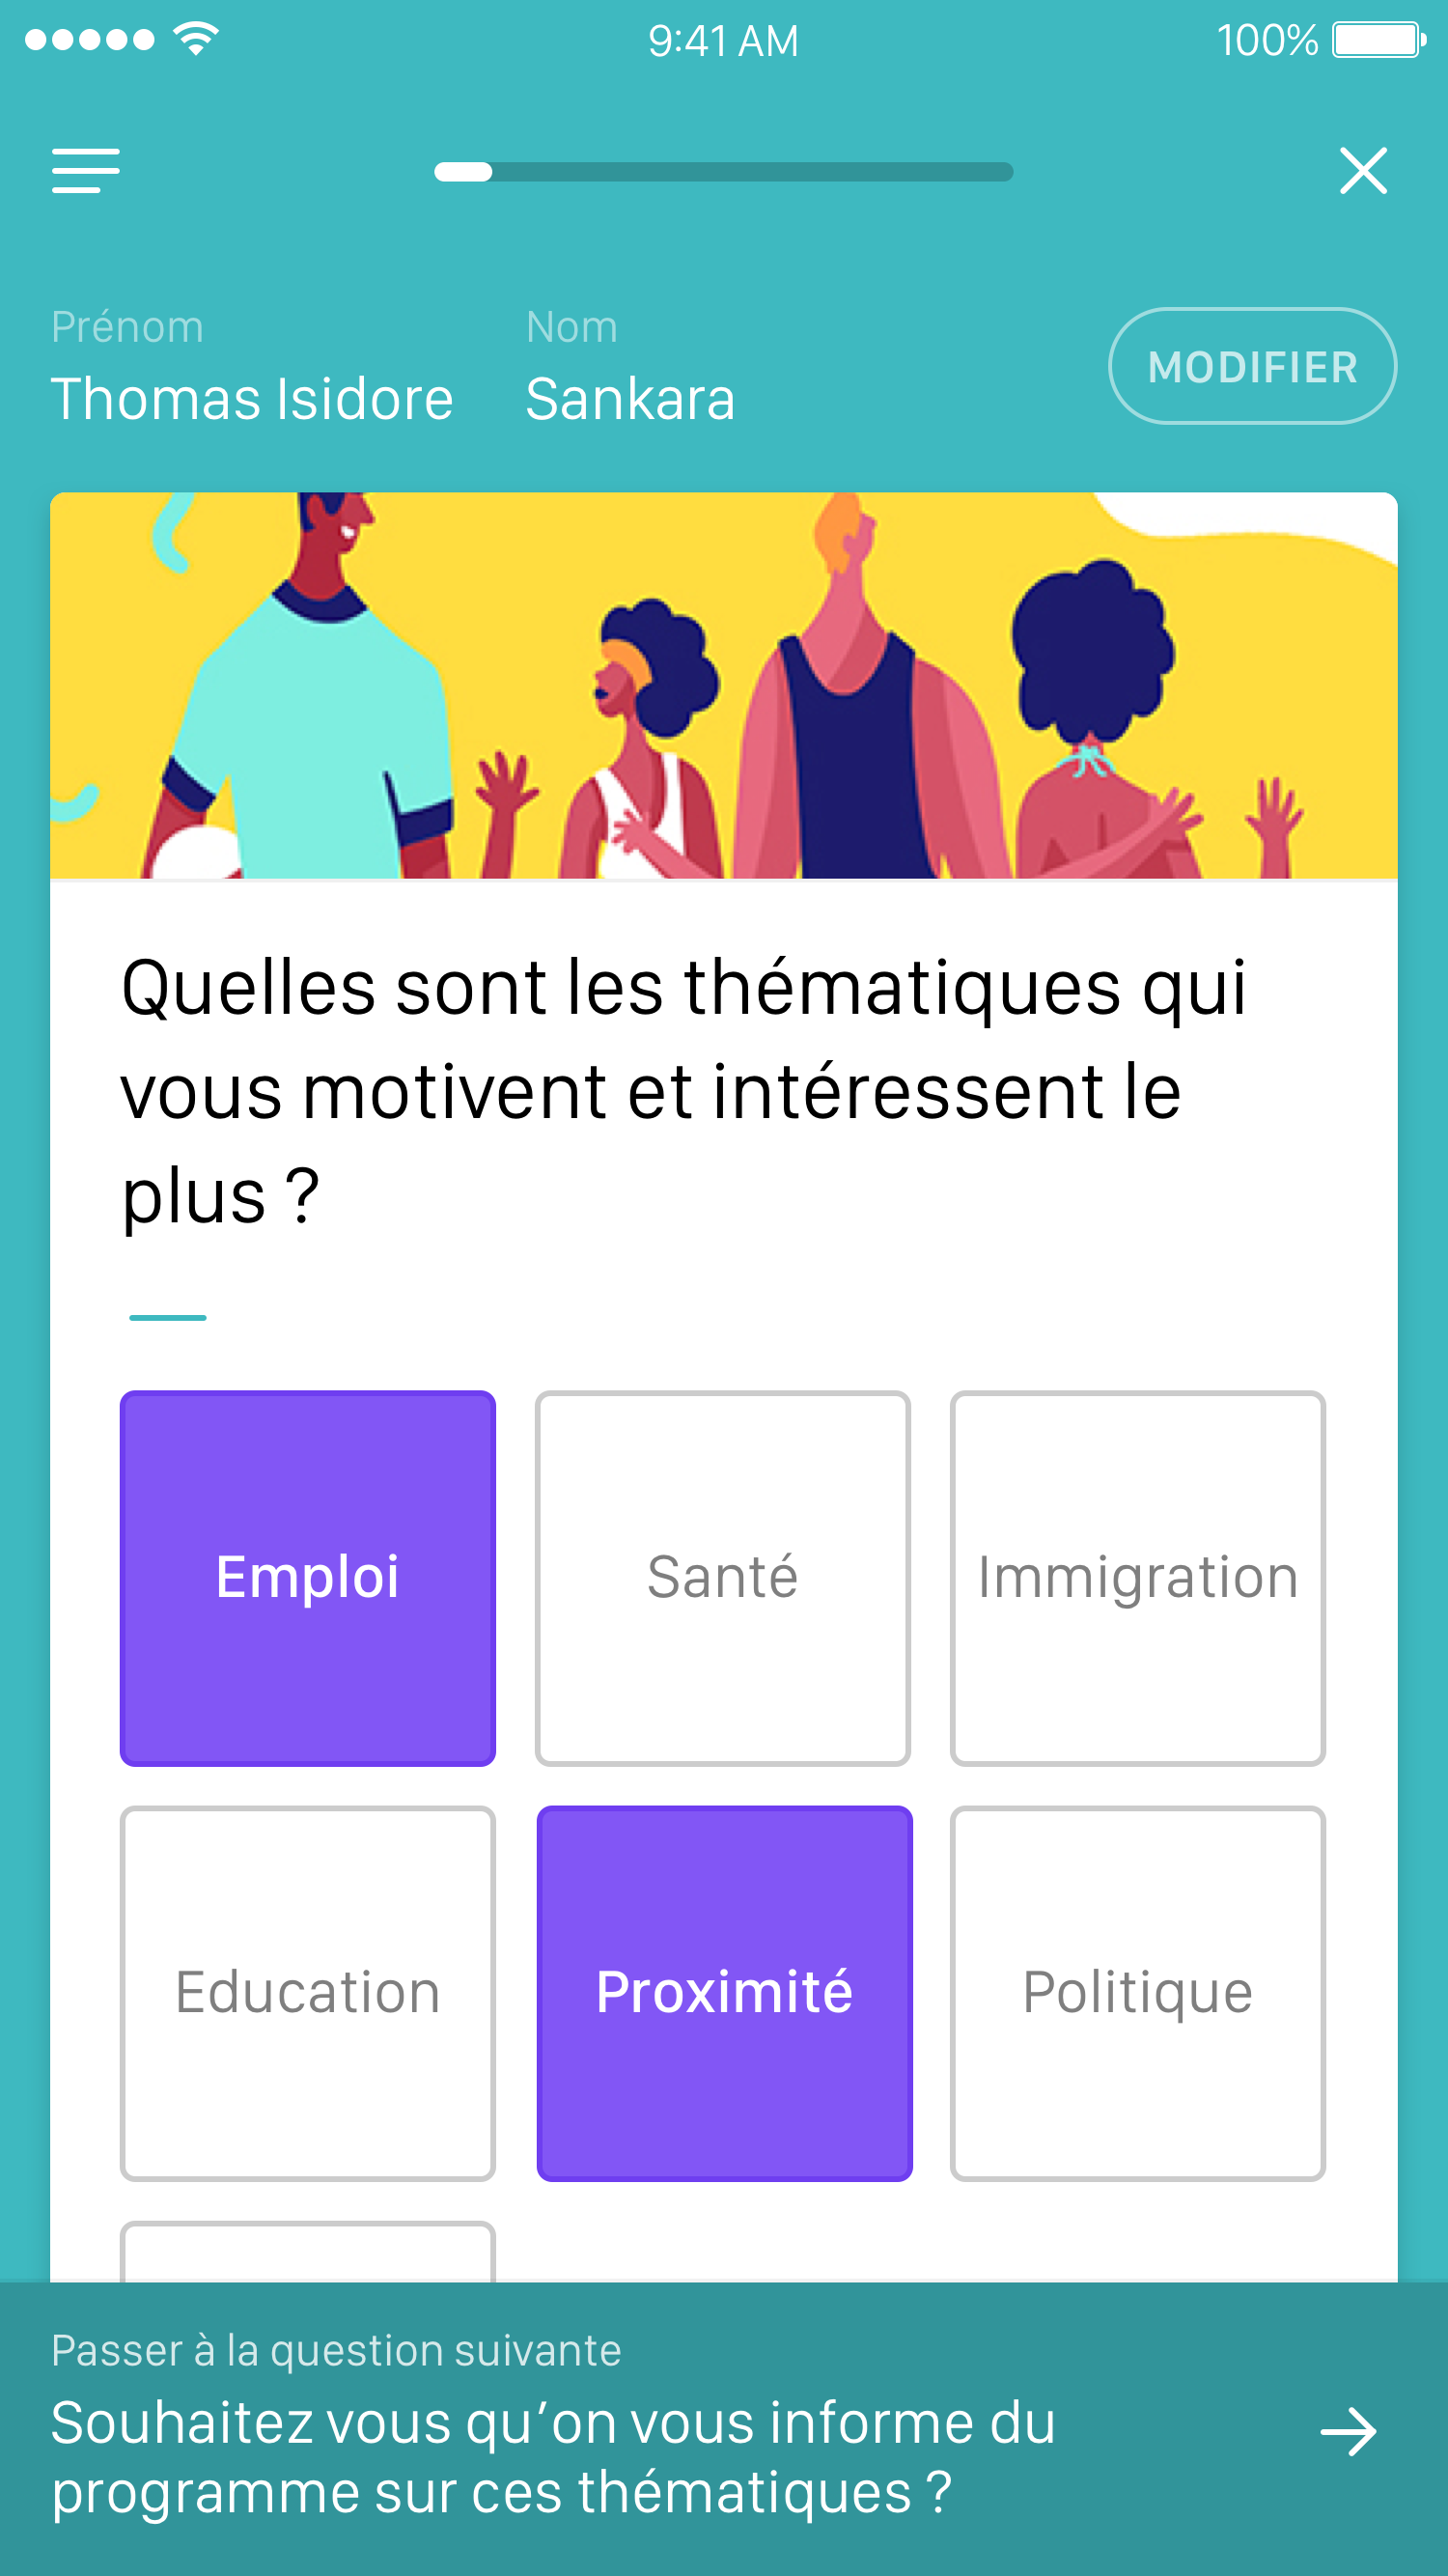 9:41 AM
100%
Prénom
Nom
Thomas Isidore
Sankara
MODIFIER
Quelles sont les thématiques qui
vous motivent et intéressent le
plus ?
Emploi
Santé
Immigration
Education
Proximité
Politique
Passer à la question suivante
Souhaitez vous qu’on vous informe du
programme sur ces thématiques ?